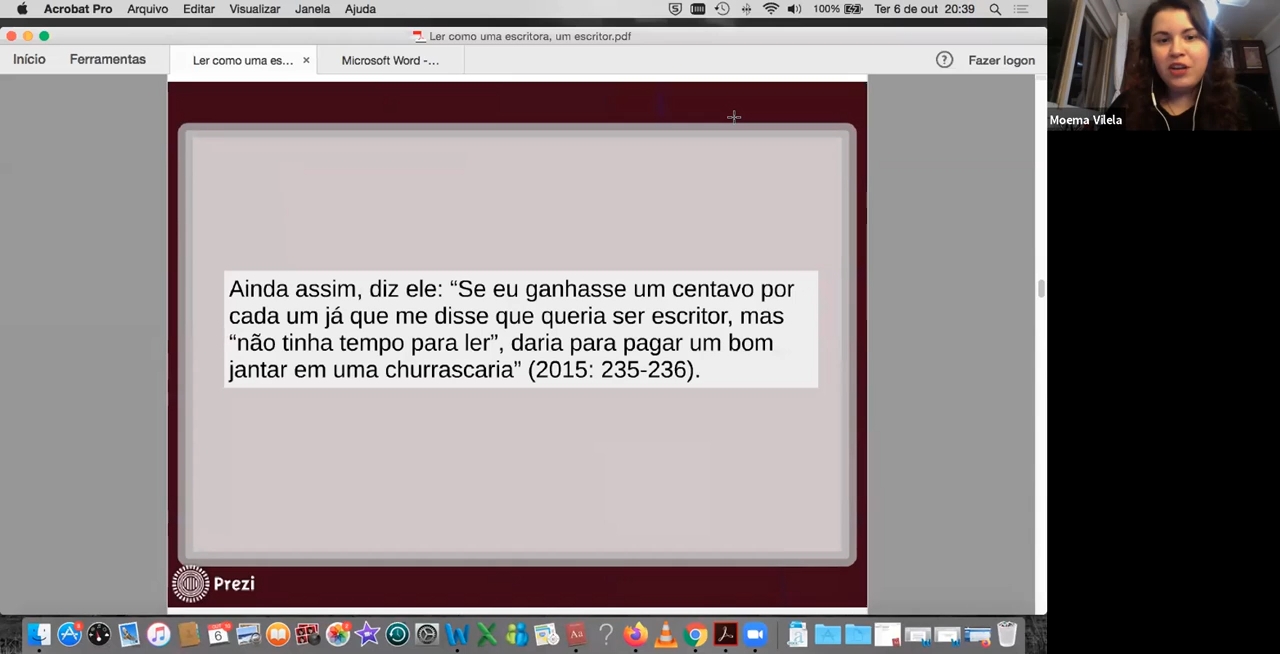 Acrobat Pro Arquivo Editar Visualizar Janela Ajuda 100% Ter 6 de out 20:39
Ler como uma escritora, um escritor.pdf
Início Ferramentas Ler como uma es... × Microsoft Word -... ? Fazer logon
Moema Vilela
Ainda assim, diz ele: “Se eu ganhasse um centavo por
cada um já que me disse que queria ser escritor, mas
“não tinha tempo para ler”, daria para pagar um bom
jantar em uma churrascaria” (2015: 235-236).
Prezi